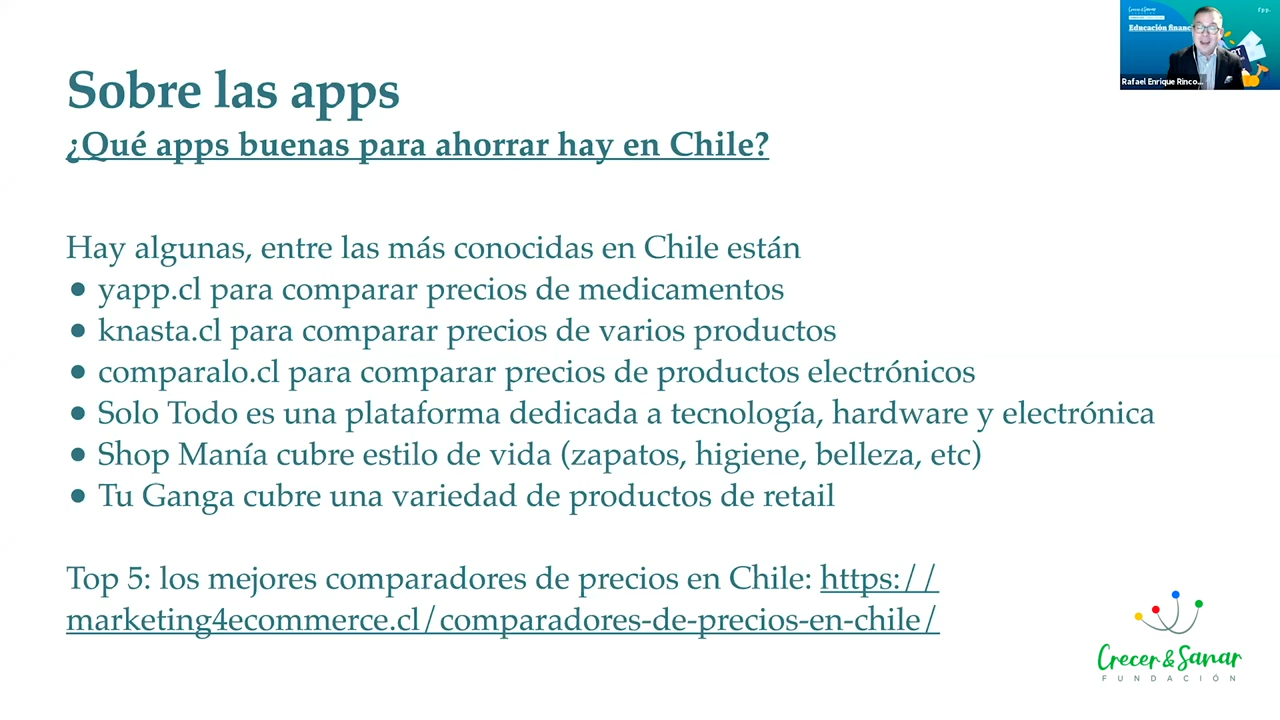 Sobre las apps
¿Qué apps buenas para ahorrar hay en Chile?
Hay algunas, entre las más conocidas en Chile están
● yapp.cl para comparar precios de medicamentos
● knasta.cl para comparar precios de varios productos
● comparalo.cl para comparar precios de productos electrónicos
● Solo Todo es una plataforma dedicada a tecnología, hardware y electrónica
● Shop Manía cubre estilo de vida (zapatos, higiene, belleza, etc)
● Tu Ganga cubre una variedad de productos de retail
Top 5: los mejores comparadores de precios en Chile: https://
marketing4ecommerce.cl/comparadores-de-precios-en-chile/
Crecer & Sanar
Educación
Rafael Enrique Rinco...
Crecer & Sanar
FUNDACIÓN